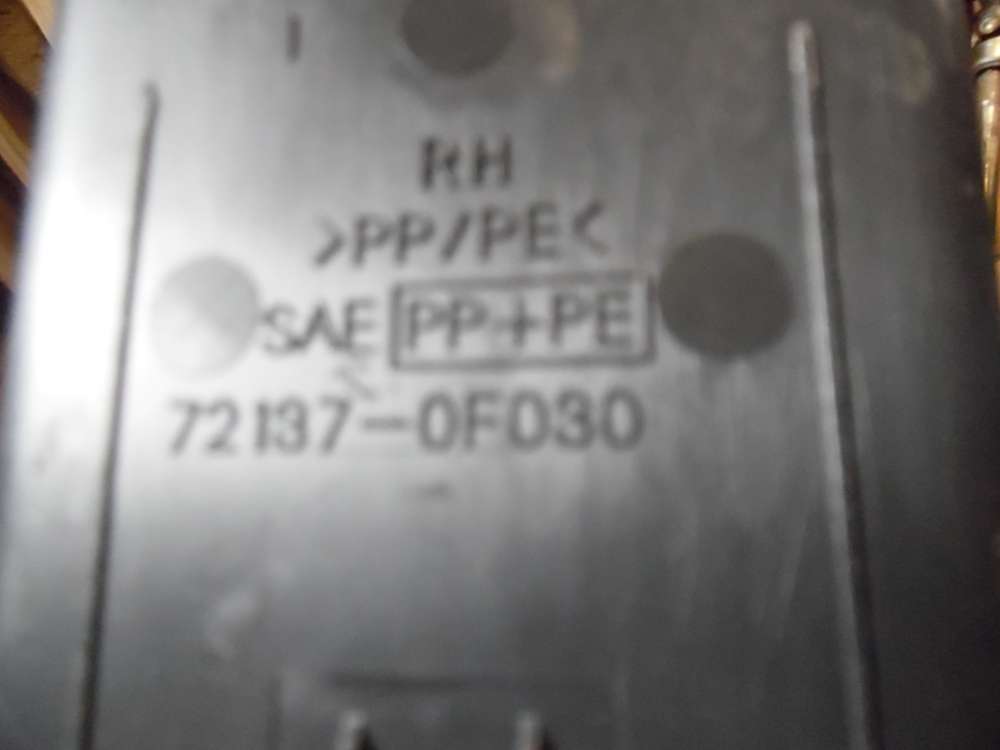 RH
>PP/PE<
SAE PP+PE
72137-0F030